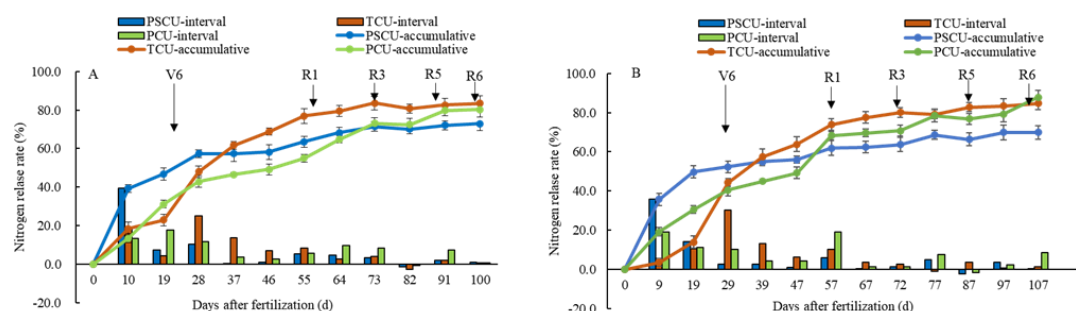 PSCU-interval TCU-interval
PCU-interval PSCU-accumulative
TCU-accumulative PCU-accumulative
100.0
80.0
60.0
40.0
20.0
0.0
-20.0
Nitrogen relase rate (%)
A V6 R1 R3 R5 R6
0 10 19 28 37 46 55 64 73 82 91 100
Days after fertilization (d)
PSCU-interval TCU-interval
PCU-interval PSCU-accumulative
TCU-accumulative PCU-accumulative
100.0
80.0
60.0
40.0
20.0
0.0
-20.0
Nitrogen relase rate (%)
B V6 R1 R3 R5 R6
0 9 19 29 39 47 57 67 72 77 87 97 107
Days after fertilization (d)